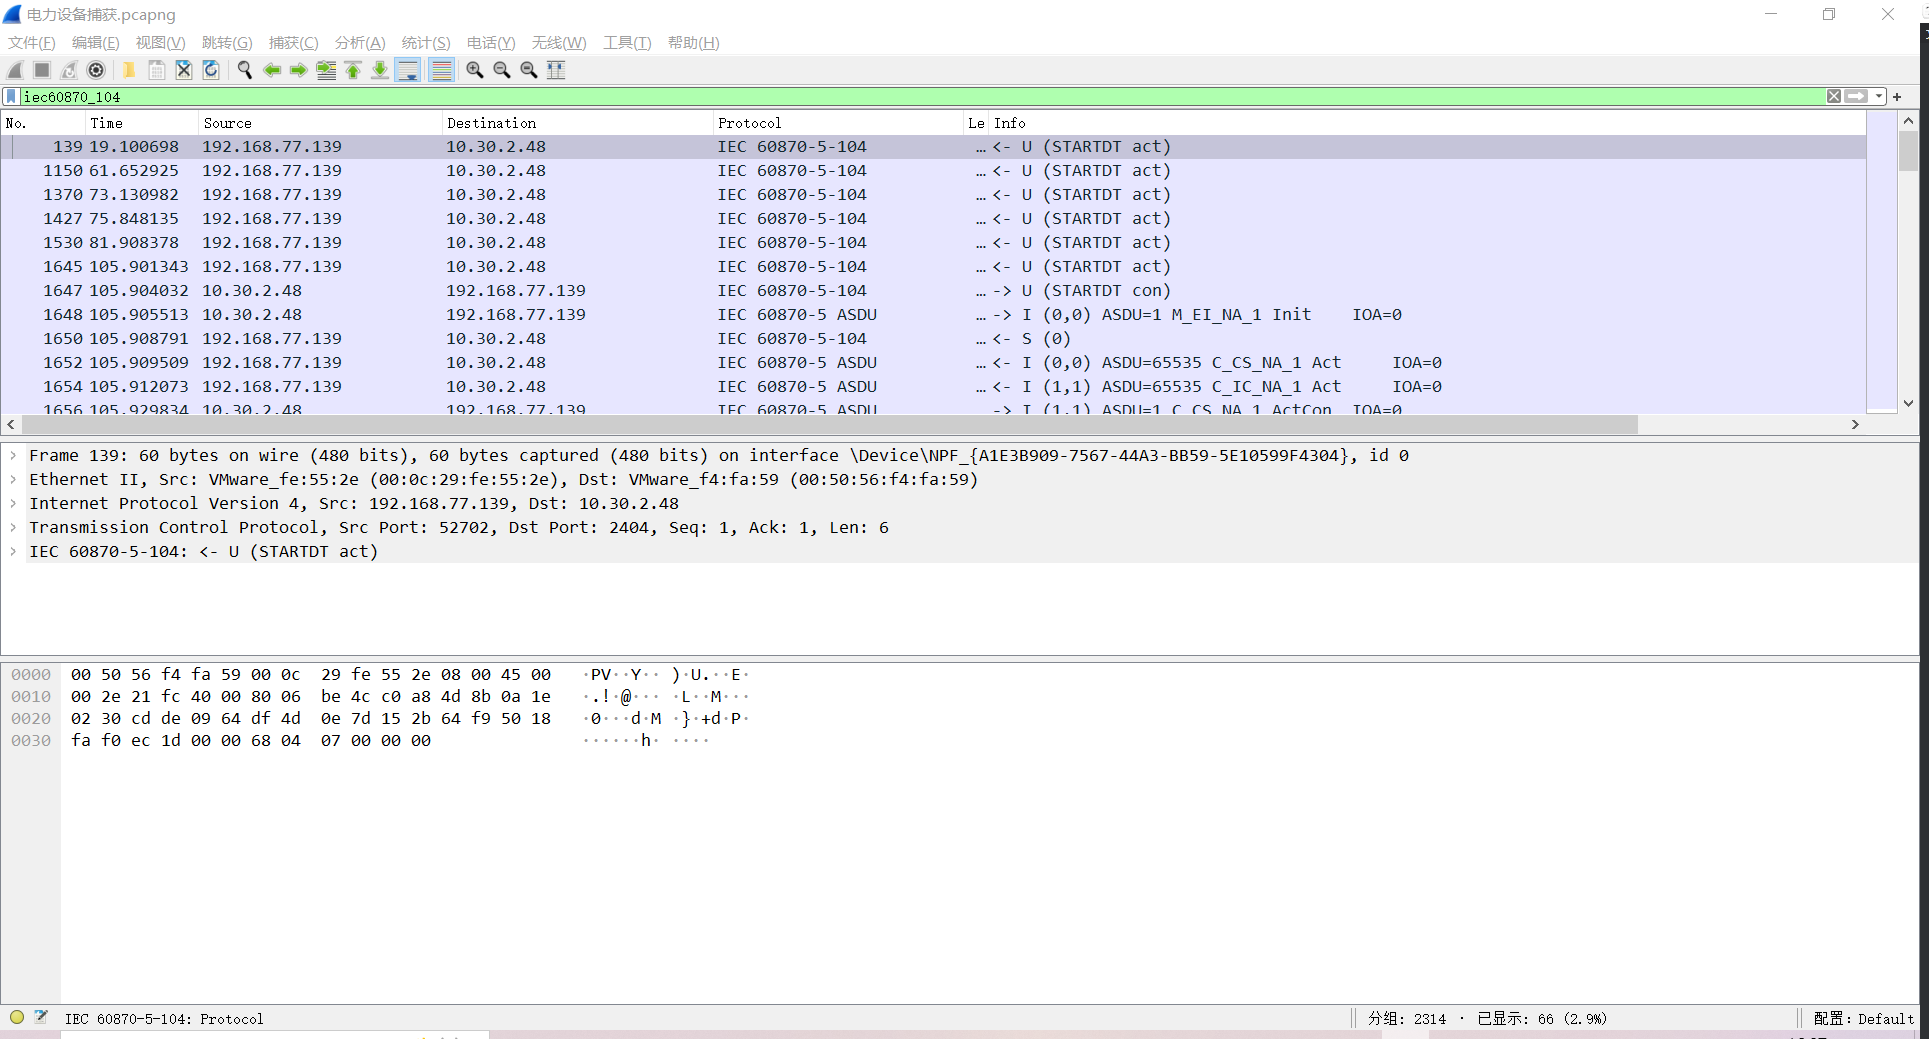 电力设备捕获.pcapng
文件(F) 编辑(E) 视图(V) 跳转(G) 捕获(C) 分析(A) 统计(S) 电话(Y) 无线(W) 工具(T) 帮助(H)
iec60870_104
No. Time Source Destination Protocol Le Info
139 19.100698 192.168.77.139 10.30.2.48 IEC 60870-5-104 … <- U (STARTDT act)
1150 61.652925 192.168.77.139 10.30.2.48 IEC 60870-5-104 … <- U (STARTDT act)
1370 73.130982 192.168.77.139 10.30.2.48 IEC 60870-5-104 … <- U (STARTDT act)
1427 75.848135 192.168.77.139 10.30.2.48 IEC 60870-5-104 … <- U (STARTDT act)
1530 81.908378 192.168.77.139 10.30.2.48 IEC 60870-5-104 … <- U (STARTDT act)
1645 105.901343 192.168.77.139 10.30.2.48 IEC 60870-5-104 … <- U (STARTDT act)
1647 105.904032 10.30.2.48 192.168.77.139 IEC 60870-5-104 … -> U (STARTDT con)
1648 105.905513 10.30.2.48 192.168.77.139 IEC 60870-5 ASDU … -> I (0,0) ASDU=1 M_EI_NA_1 Init IOA=0
1650 105.908791 192.168.77.139 10.30.2.48 IEC 60870-5-104 … <- S (0)
1652 105.909509 192.168.77.139 10.30.2.48 IEC 60870-5 ASDU … <- I (0,0) ASDU=65535 C_CS_NA_1 Act IOA=0
1654 105.912073 192.168.77.139 10.30.2.48 IEC 60870-5 ASDU … <- I (1,1) ASDU=65535 C_IC_NA_1 Act IOA=0
1656 105.929834 10.30.2.48 192.168.77.139 IEC 60870-5 ASDU -> I (1,1) ASDU=1 C_CS_NA_1 ActCon IOA=0
Frame 139: 60 bytes on wire (480 bits), 60 bytes captured (480 bits) on interface \Device\NPF_{A1E3B909-7567-44A3-BB59-5E10599F4304}, id 0
Ethernet II, Src: VMware_fe:55:2e (00:0c:29:fe:55:2e), Dst: VMware_f4:fa:59 (00:50:56:f4:fa:59)
Internet Protocol Version 4, Src: 192.168.77.139, Dst: 10.30.2.48
Transmission Control Protocol, Src Port: 52702, Dst Port: 2404, Seq: 1, Ack: 1, Len: 6
IEC 60870-5-104: <- U (STARTDT act)
0000 00 50 56 f4 fa 59 00 0c 29 fe 55 2e 08 00 45 00 ·PV··Y·· )·U.··E·
0010 00 2e 21 fc 40 00 80 06 be 4c c0 a8 4d 8b 0a 1e ·.!·@··· ·L··M···
0020 02 30 cd de 09 64 df 4d 0e 7d 15 2b 64 f9 50 18 ·0···d·M ·}·+d·P·
0030 fa f0 ec 1d 00 00 68 04 07 00 00 00 ······h· ····
IEC 60870-5-104: Protocol 分组: 2314 · 已显示: 66 (2.9%) 配置: Default